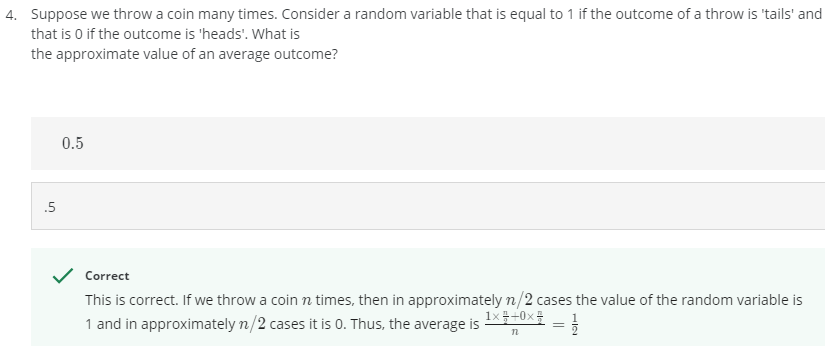 4. Suppose we throw a coin many times. Consider a random variable that is equal to 1 if the outcome of a throw is 'tails' and
that is 0 if the outcome is 'heads'. What is
the approximate value of an average outcome?
0.5
.5
Correct
This is correct. If we throw a coin n times, then in approximately n/2 cases the value of the random variable is
1 and in approximately n/2 cases it is 0. Thus, the average is \frac{1×\frac{n}{2}+0×\frac{n}{2}}{n} = \frac{1}{2}